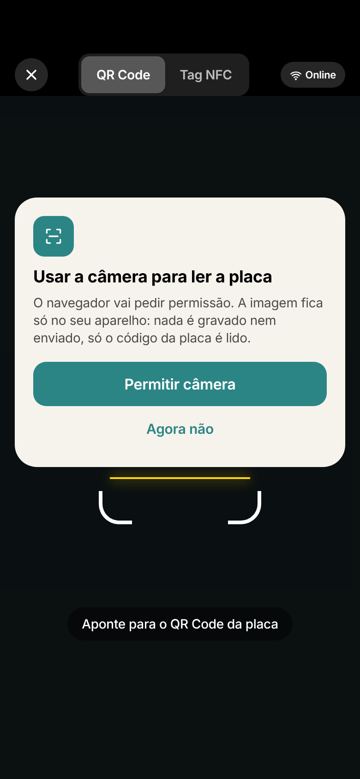 QR Code
Tag NFC
Online
Usar a câmera para ler a placa
O navegador vai pedir permissão. A imagem fica
só no seu aparelho: nada é gravado nem
enviado, só o código da placa é lido.
Permitir câmera
Agora não
Aponte para o QR Code da placa